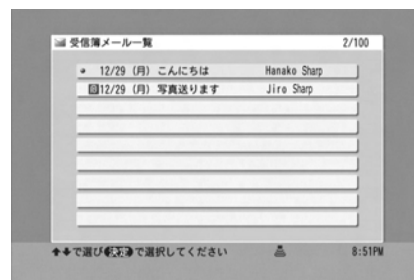 受信簿メール一覧 2/100
12/29 (月) こんにちは Hanako Sharp
12/29 (月) 写真送ります Jiro Sharp
で選び 決定 で選択してください 8:51PM